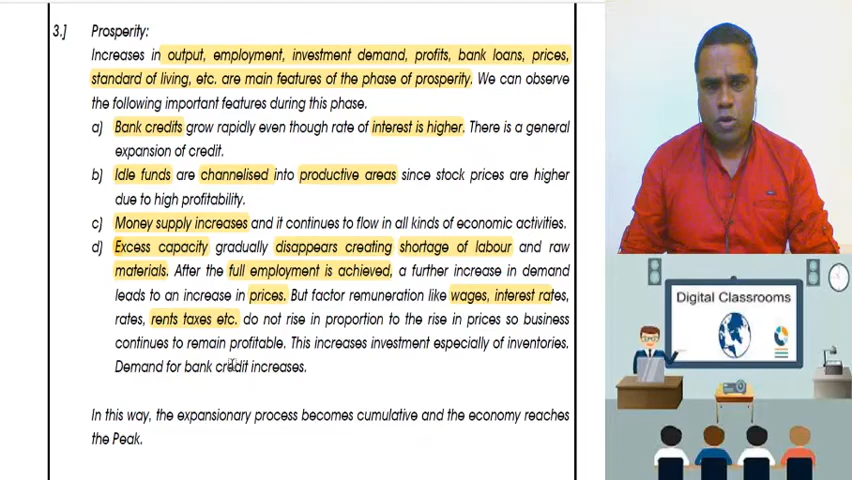 3.] Prosperity:
Increases in output, employment, investment demand, profits, bank loans, prices,
standard of living, etc. are main features of the phase of prosperity. We can observe
the following important features during this phase.
a) Bank credits grow rapidly even though rate of interest is higher. There is a general
expansion of credit.
b) Idle funds are channelised into productive areas since stock prices are higher
due to high profitability.
c) Money supply increases and it continues to flow in all kinds of economic activities.
d) Excess capacity gradually disappears creating shortage of labour and raw
materials. After the full employment is achieved, a further increase in demand
leads to an increase in prices. But factor remuneration like wages, interest rates,
rates, rents taxes etc. do not rise in proportion to the rise in prices so business
continues to remain profitable. This increases investment especially of inventories.
Demand for bank credit increases.
In this way, the expansionary process becomes cumulative and the economy reaches
the Peak.
Digital Classrooms